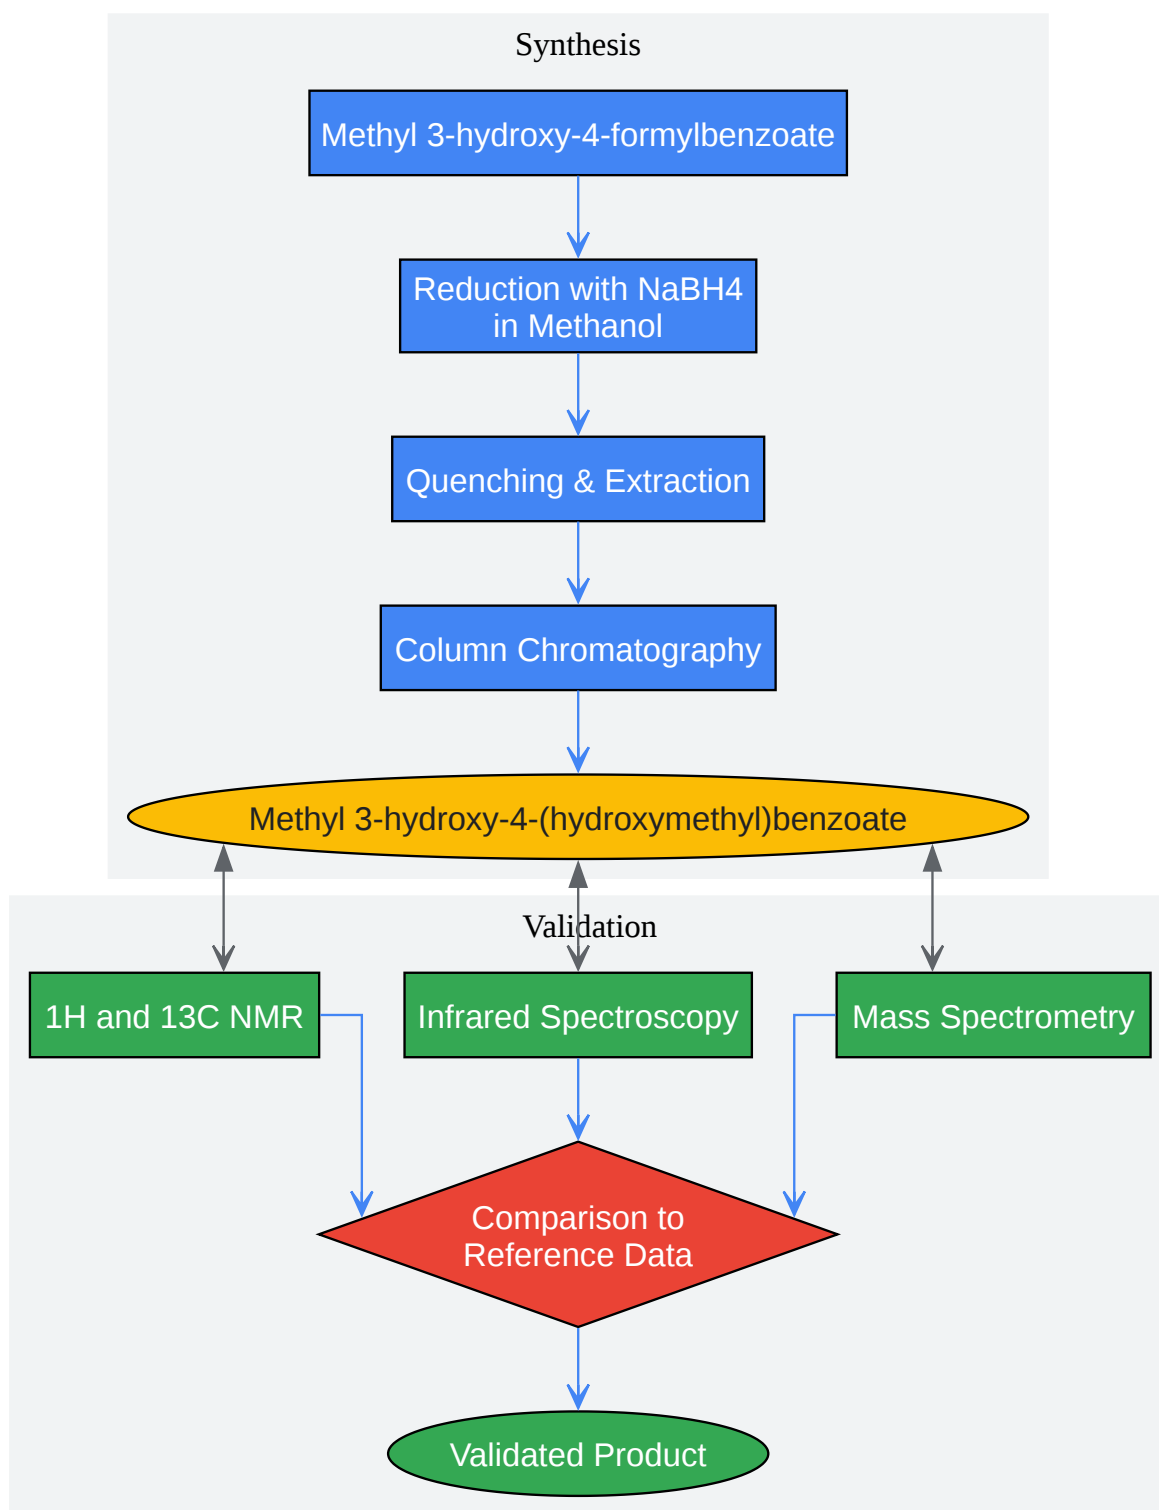 Synthesis
Methyl 3-hydroxy-4-formylbenzoate
Reduction with NaBH4
in Methanol
Quenching & Extraction
Column Chromatography
Methyl 3-hydroxy-4-(hydroxymethyl)benzoate
Validation
1H and 13C NMR
Infrared Spectroscopy
Mass Spectrometry
Comparison to
Reference Data
Validated Product